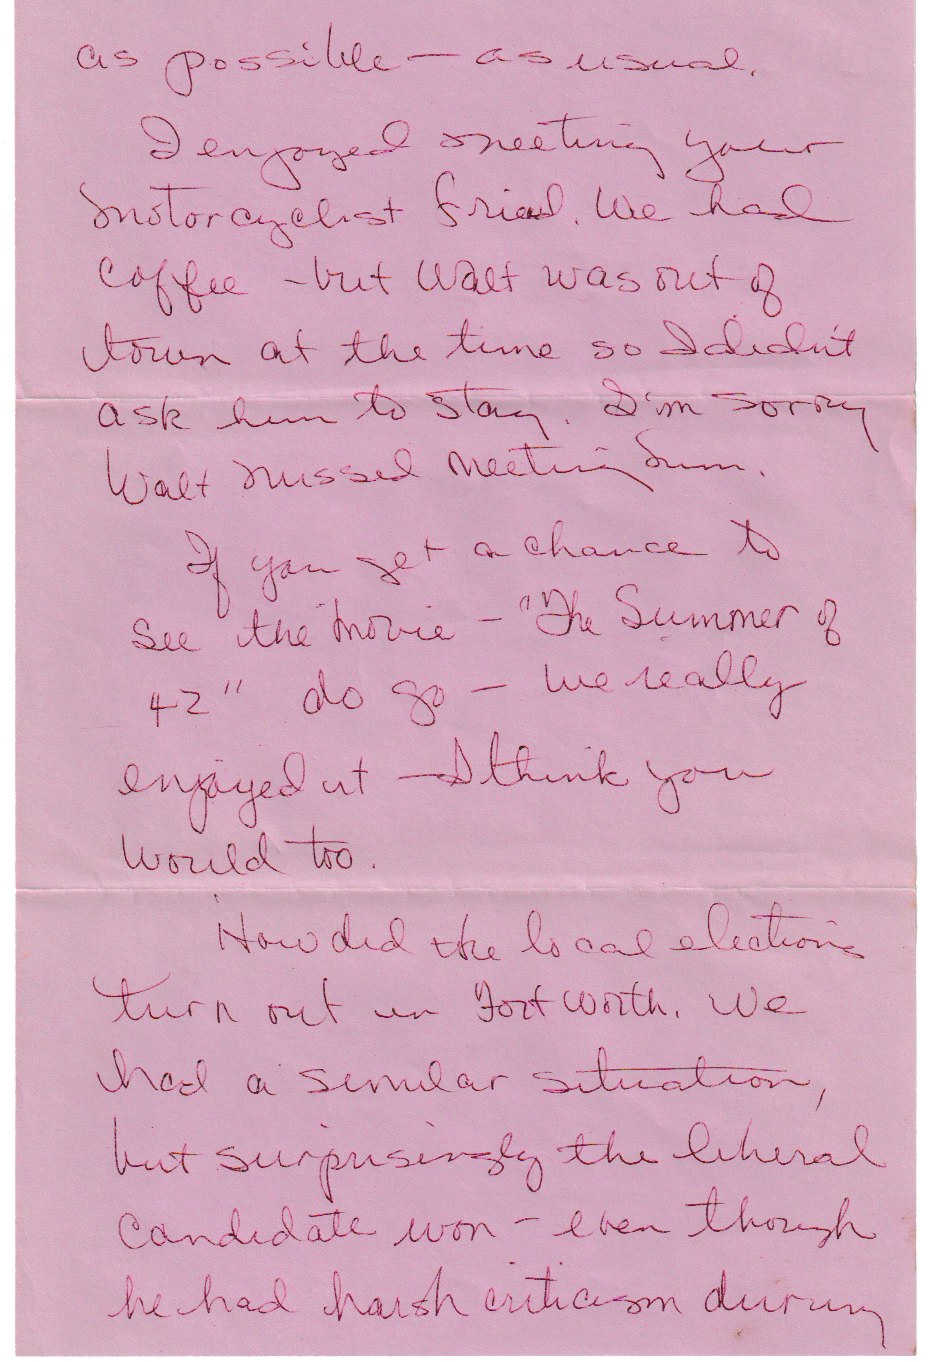 as possible — as usual.
I enjoyed meeting your
motorcyclist fried. We had
coffee - but Walt was out of
town at the time so I didn't
ask him to stay. I'm sorry
Walt missed meeting him.
If you get a chance to
see the movie - "The Summer of
42" do go - we really
enjoyed it - I think you
would too.
How did the local elections
turn out in Fort Worth. We
had a similar situation,
but surprisingly the liberal
candidate won - even though
he had harsh criticism during